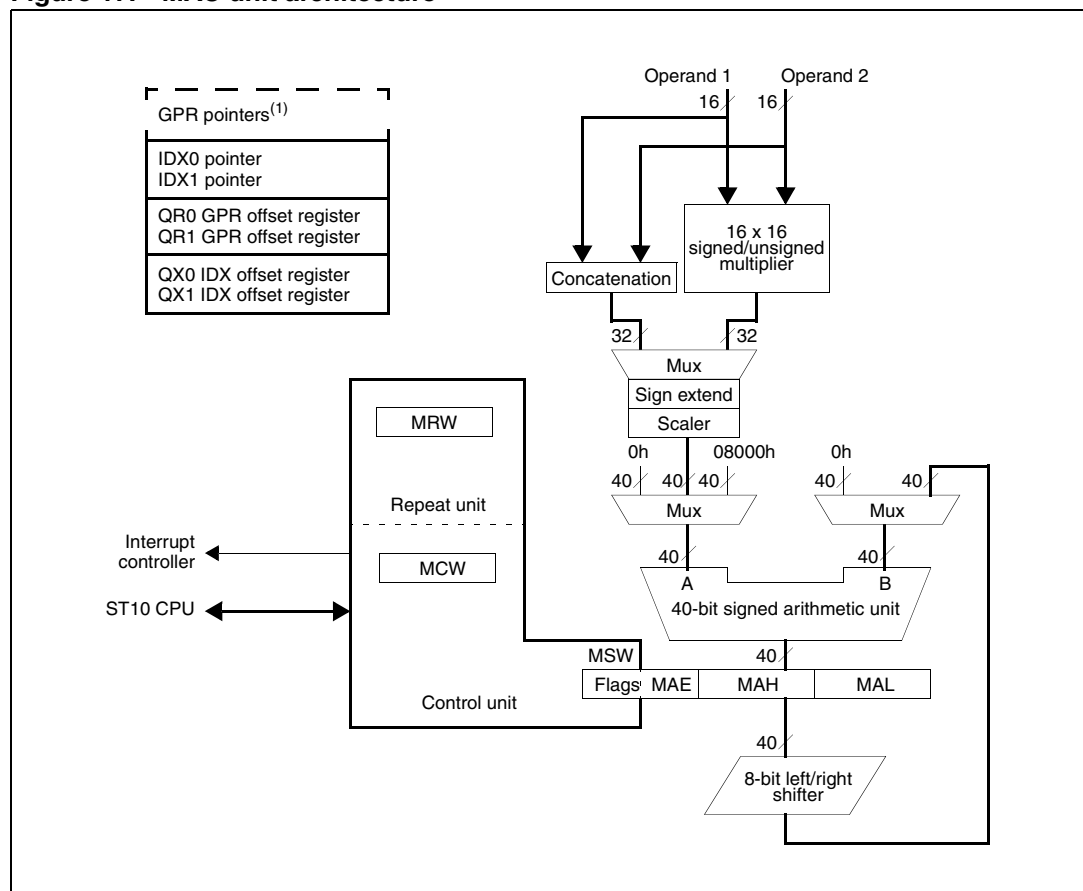 Operand 1 Operand 2
16 16
GPR pointers(1)
IDX0 pointer
IDX1 pointer
QR0 GPR offset register
QR1 GPR offset register
QX0 IDX offset register
QX1 IDX offset register
16 x 16
signed/unsigned
multiplier
Concatenation
32 32
Mux
Sign extend
Scaler
MRW
0h 08000h 0h
40 40 40 40 40
Mux Mux
Repeat unit
Interrupt
controller
MCW
40 40
A B
40-bit signed arithmetic unit
ST10 CPU
MSW 40
Flags MAE MAH MAL
Control unit
40
8-bit left/right
shifter